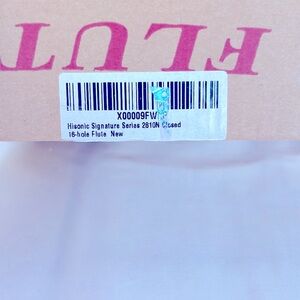 FLUT
X00009FW
Hisonic Signature Series 2810N Closed
16-hole Flute New